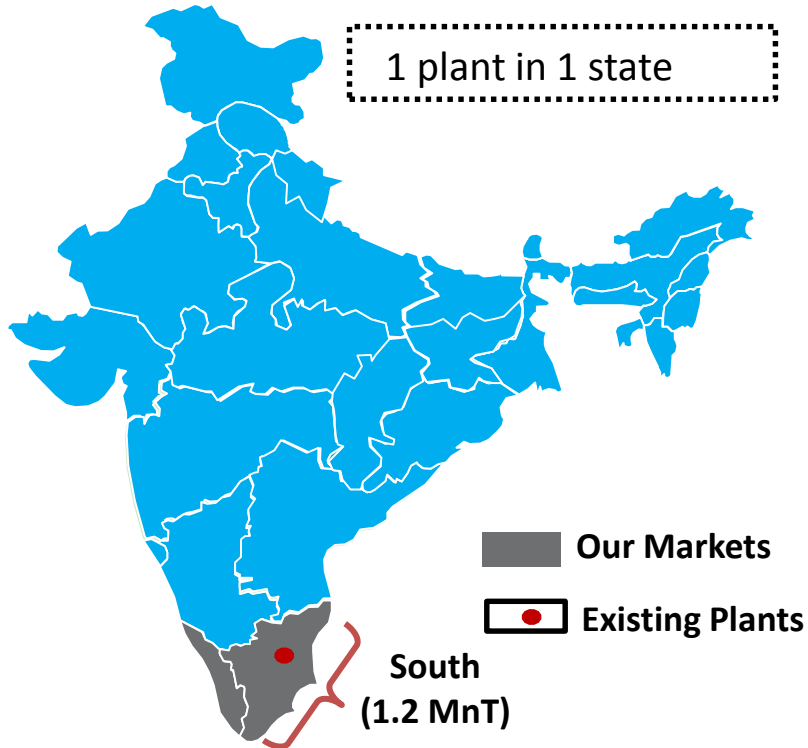 1 plant in 1 state
Our Markets
Existing Plants
South
(1.2 MnT)